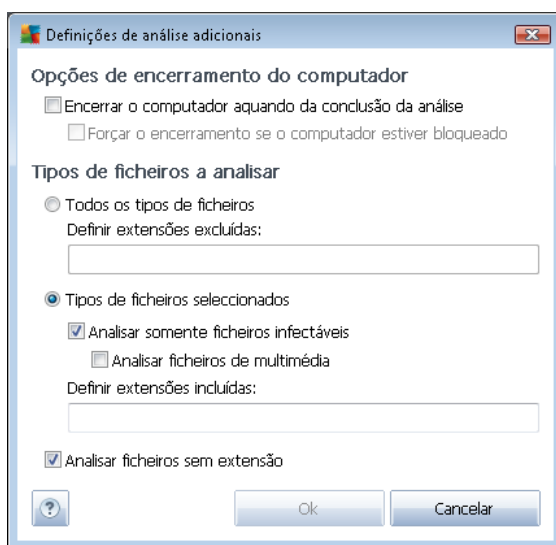 Definições de análise adicionais
Opções de encerramento do computador
Encerrar o computador aquando da conclusão da análise
Forçar o encerramento se o computador estiver bloqueado
Tipos de ficheiros a analisar
Todos os tipos de ficheiros
Definir extensões excluídas:
Tipos de ficheiros seleccionados
Analisar somente ficheiros infectáveis
Analisar ficheiros de multimédia
Definir extensões incluídas:
Analisar ficheiros sem extensão
? Ok Cancelar